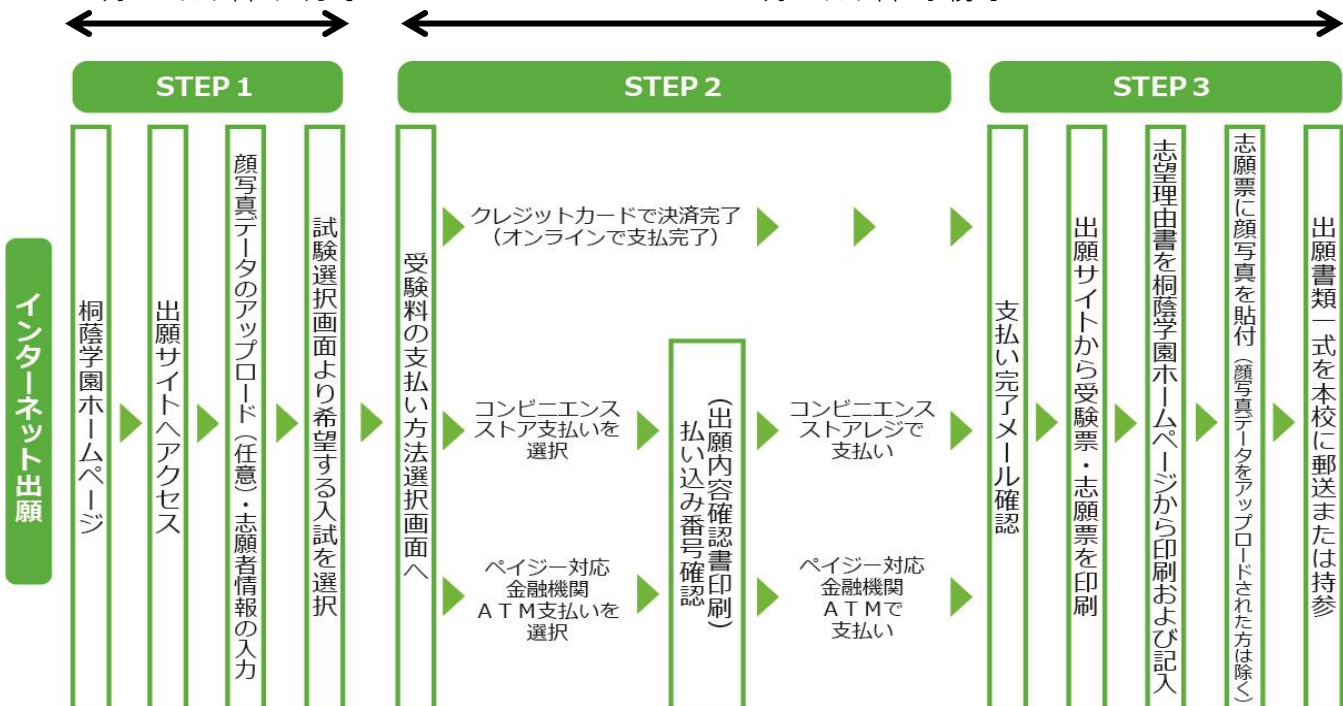 STEP 1
STEP 2
STEP 3
インターネット出願
桐蔭学園ホームページ
出願サイトへアクセス
顔写真データのアップロード（任意）・志願者情報の入力
試験選択画面より希望する入試を選択
受験料の支払い方法選択画面へ
クレジットカードで決済完了
（オンラインで支払完了）
コンビニエンス
ストア支払いを
選択
ペイジー対応
金融機関
ＡＴＭ支払いを
選択
（出願内容確認書印刷）
払い込み番号確認
コンビニエンス
ストアレジで
支払い
ペイジー対応
金融機関
ＡＴＭで
支払い
支払い完了メール確認
出願サイトから受験票・志願票を印刷
志望理由書を桐蔭学園ホームページから印刷および記入
志願票に顔写真を貼付（顔写真データをアップロードされた方は除く）
出願書類一式を本校に郵送または持参